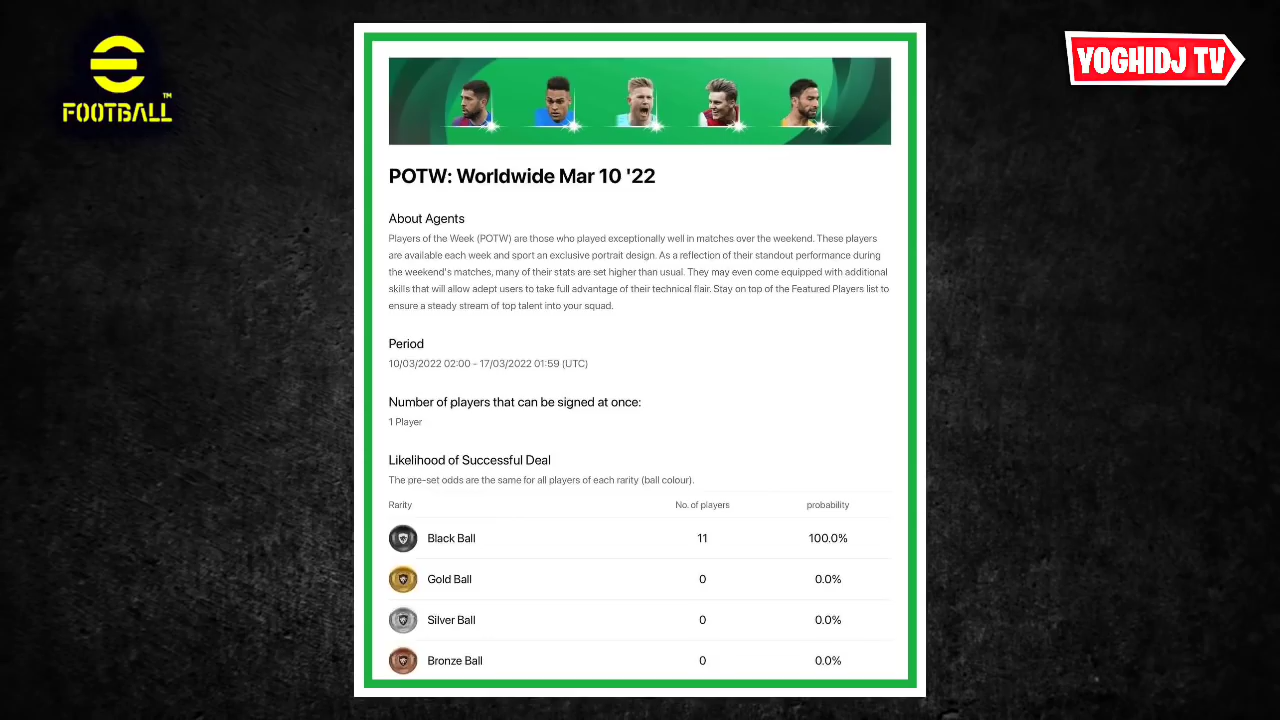 FOOTBALL™
YOGHIDJ TV
POTW: Worldwide Mar 10 '22
About Agents
Players of the Week (POTW) are those who played exceptionally well in matches over the weekend. These players
are available each week and sport an exclusive portrait design. As a reflection of their standout performance during
the weekend's matches, many of their stats are set higher than usual. They may even come equipped with additional
skills that will allow adept users to take full advantage of their technical flair. Stay on top of the Featured Players list to
ensure a steady stream of top talent into your squad.
Period
10/03/2022 02:00 - 17/03/2022 01:59 (UTC)
Number of players that can be signed at once:
1 Player
Likelihood of Successful Deal
The pre-set odds are the same for all players of each rarity (ball colour).
Rarity No. of players probability
Black Ball 11 100.0%
Gold Ball 0 0.0%
Silver Ball 0 0.0%
Bronze Ball 0 0.0%